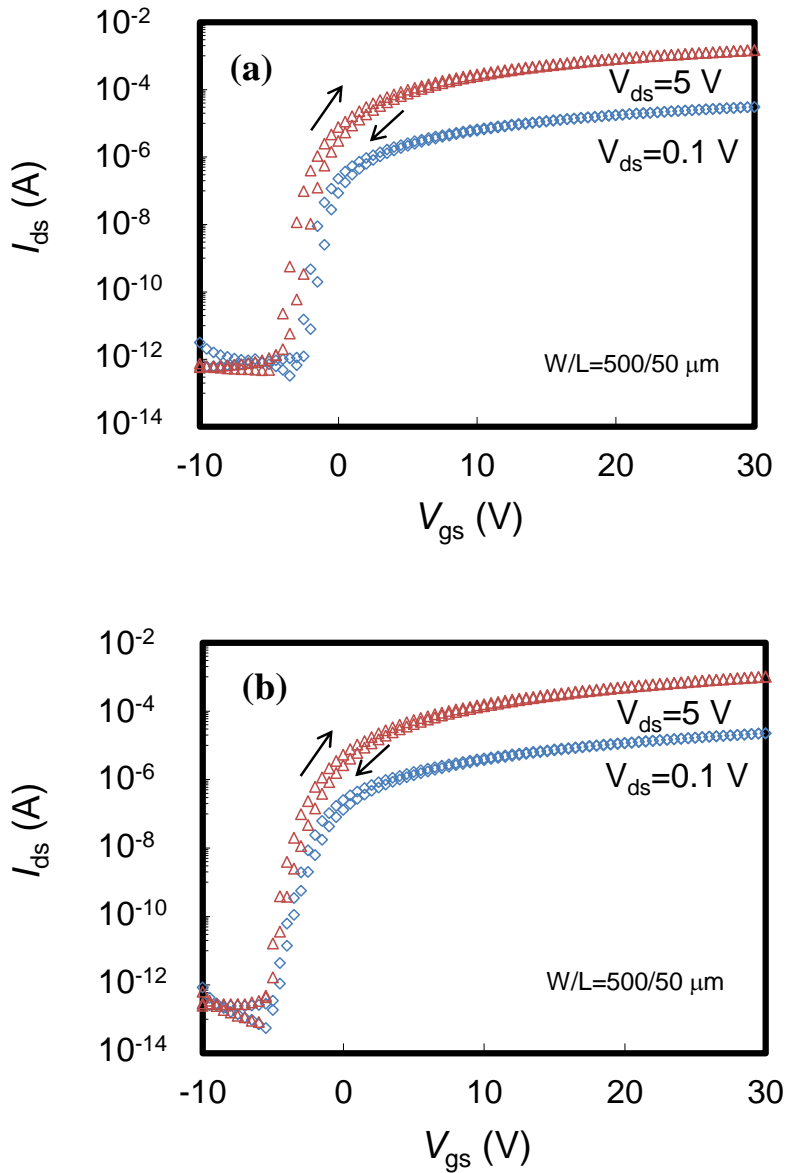 (a)
10-2
10-4
10-6
10-8
10-10
10-12
10-14
Ids (A)
Vds=5 V
Vds=0.1 V
W/L=500/50 μm
-10 0 10 20 30
Vgs (V)
(b)
10-2
10-4
10-6
10-8
10-10
10-12
10-14
Ids (A)
Vds=5 V
Vds=0.1 V
W/L=500/50 μm
-10 0 10 20 30
Vgs (V)